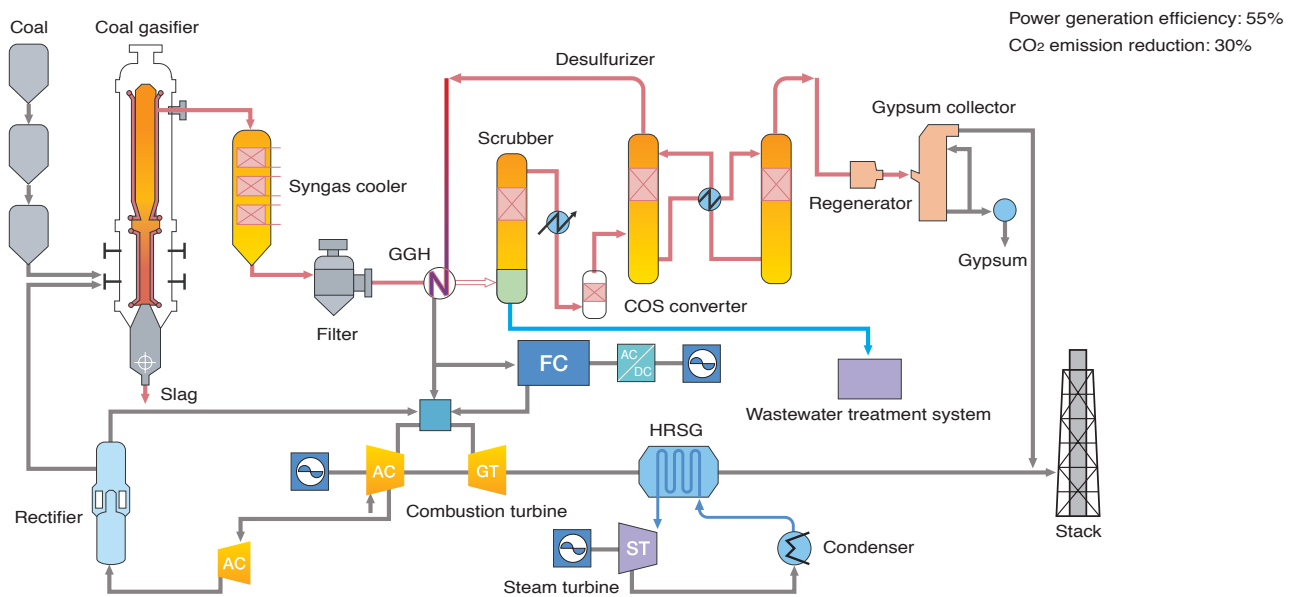 Coal
Coal gasifier
Power generation efficiency: 55%
CO2 emission reduction: 30%
Desulfurizer
Gypsum collector
Scrubber
Syngas cooler
Regenerator
GGH
Gypsum
COS converter
Filter
FC
AC
DC
Slag
Wastewater treatment system
HRSG
AC
GT
Combustion turbine
Rectifier
Stack
ST
Condenser
AC
Steam turbine